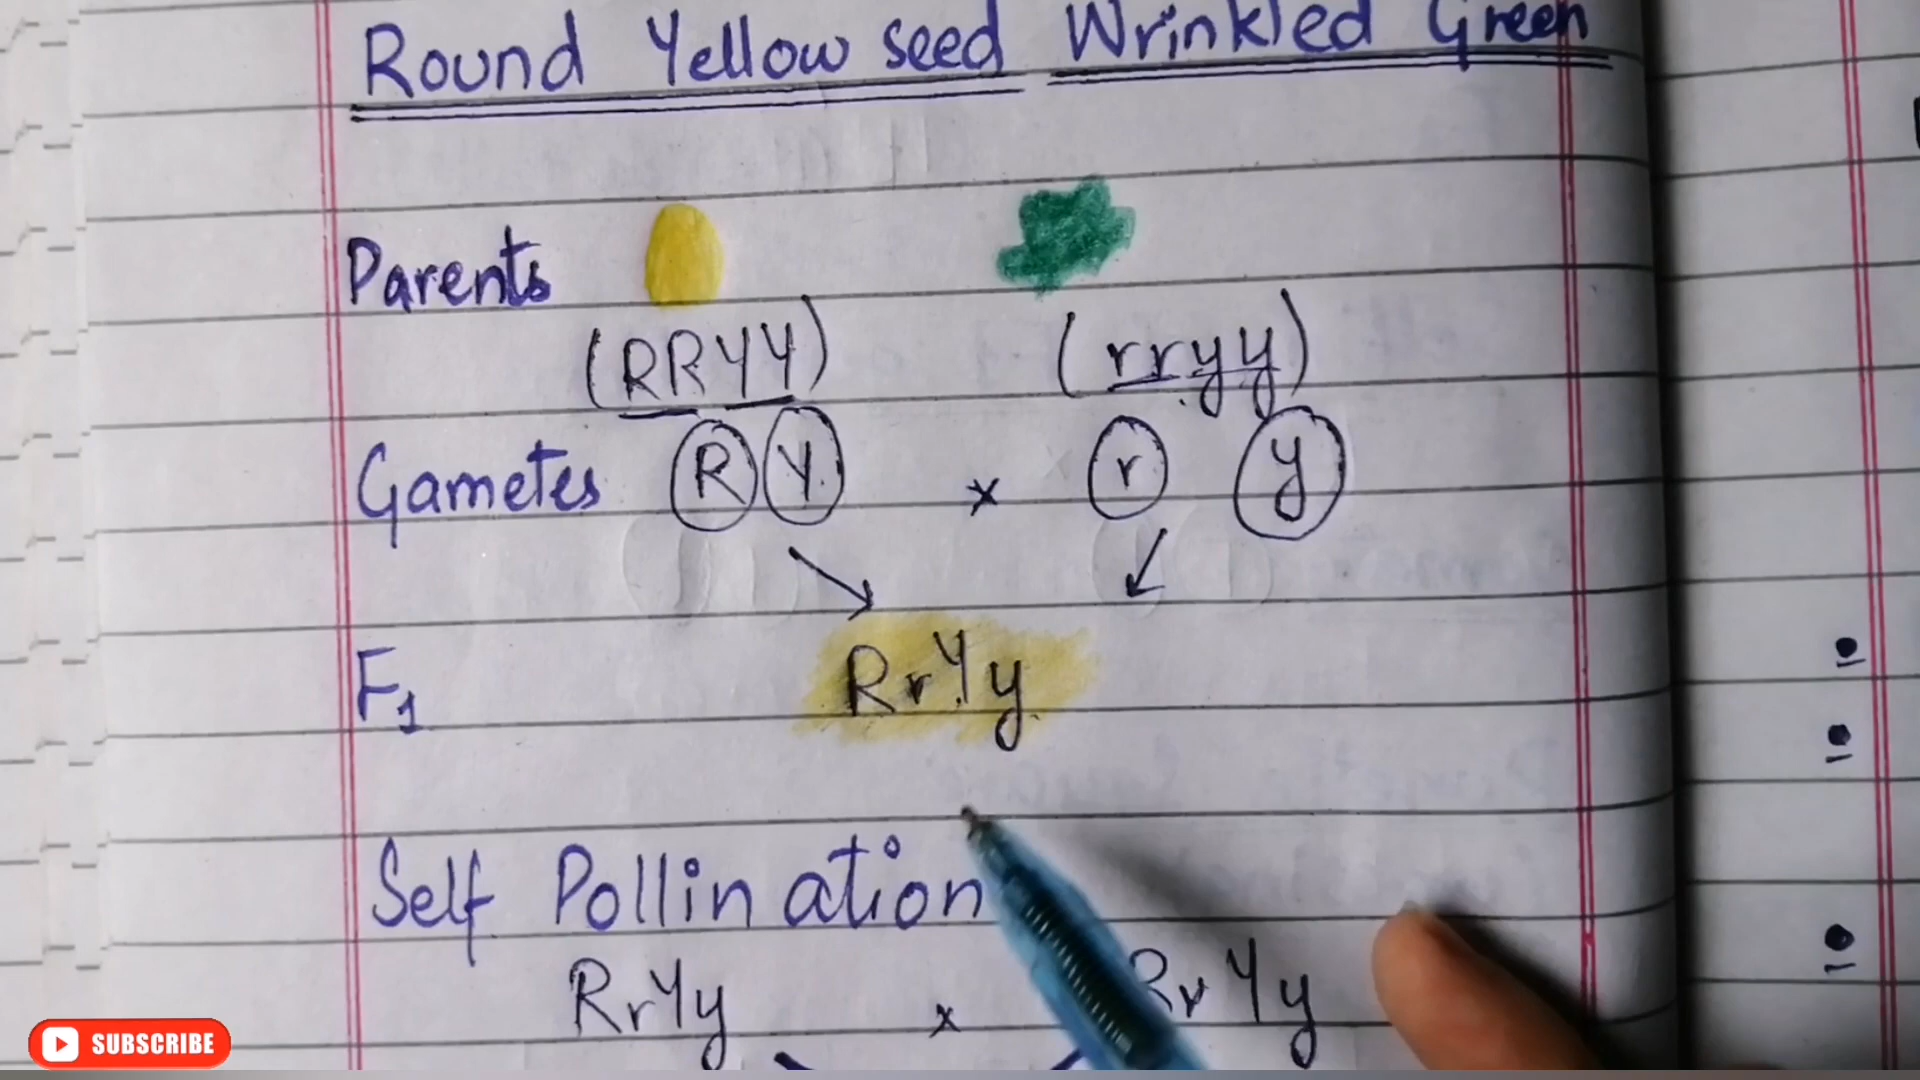 Round Yellow seed Wrinkled Green
Parents
(RRYY) (rryy)
Gametes R Y x r y
F1 RrYy
Self Pollination
RrYy x RrYy
SUBSCRIBE